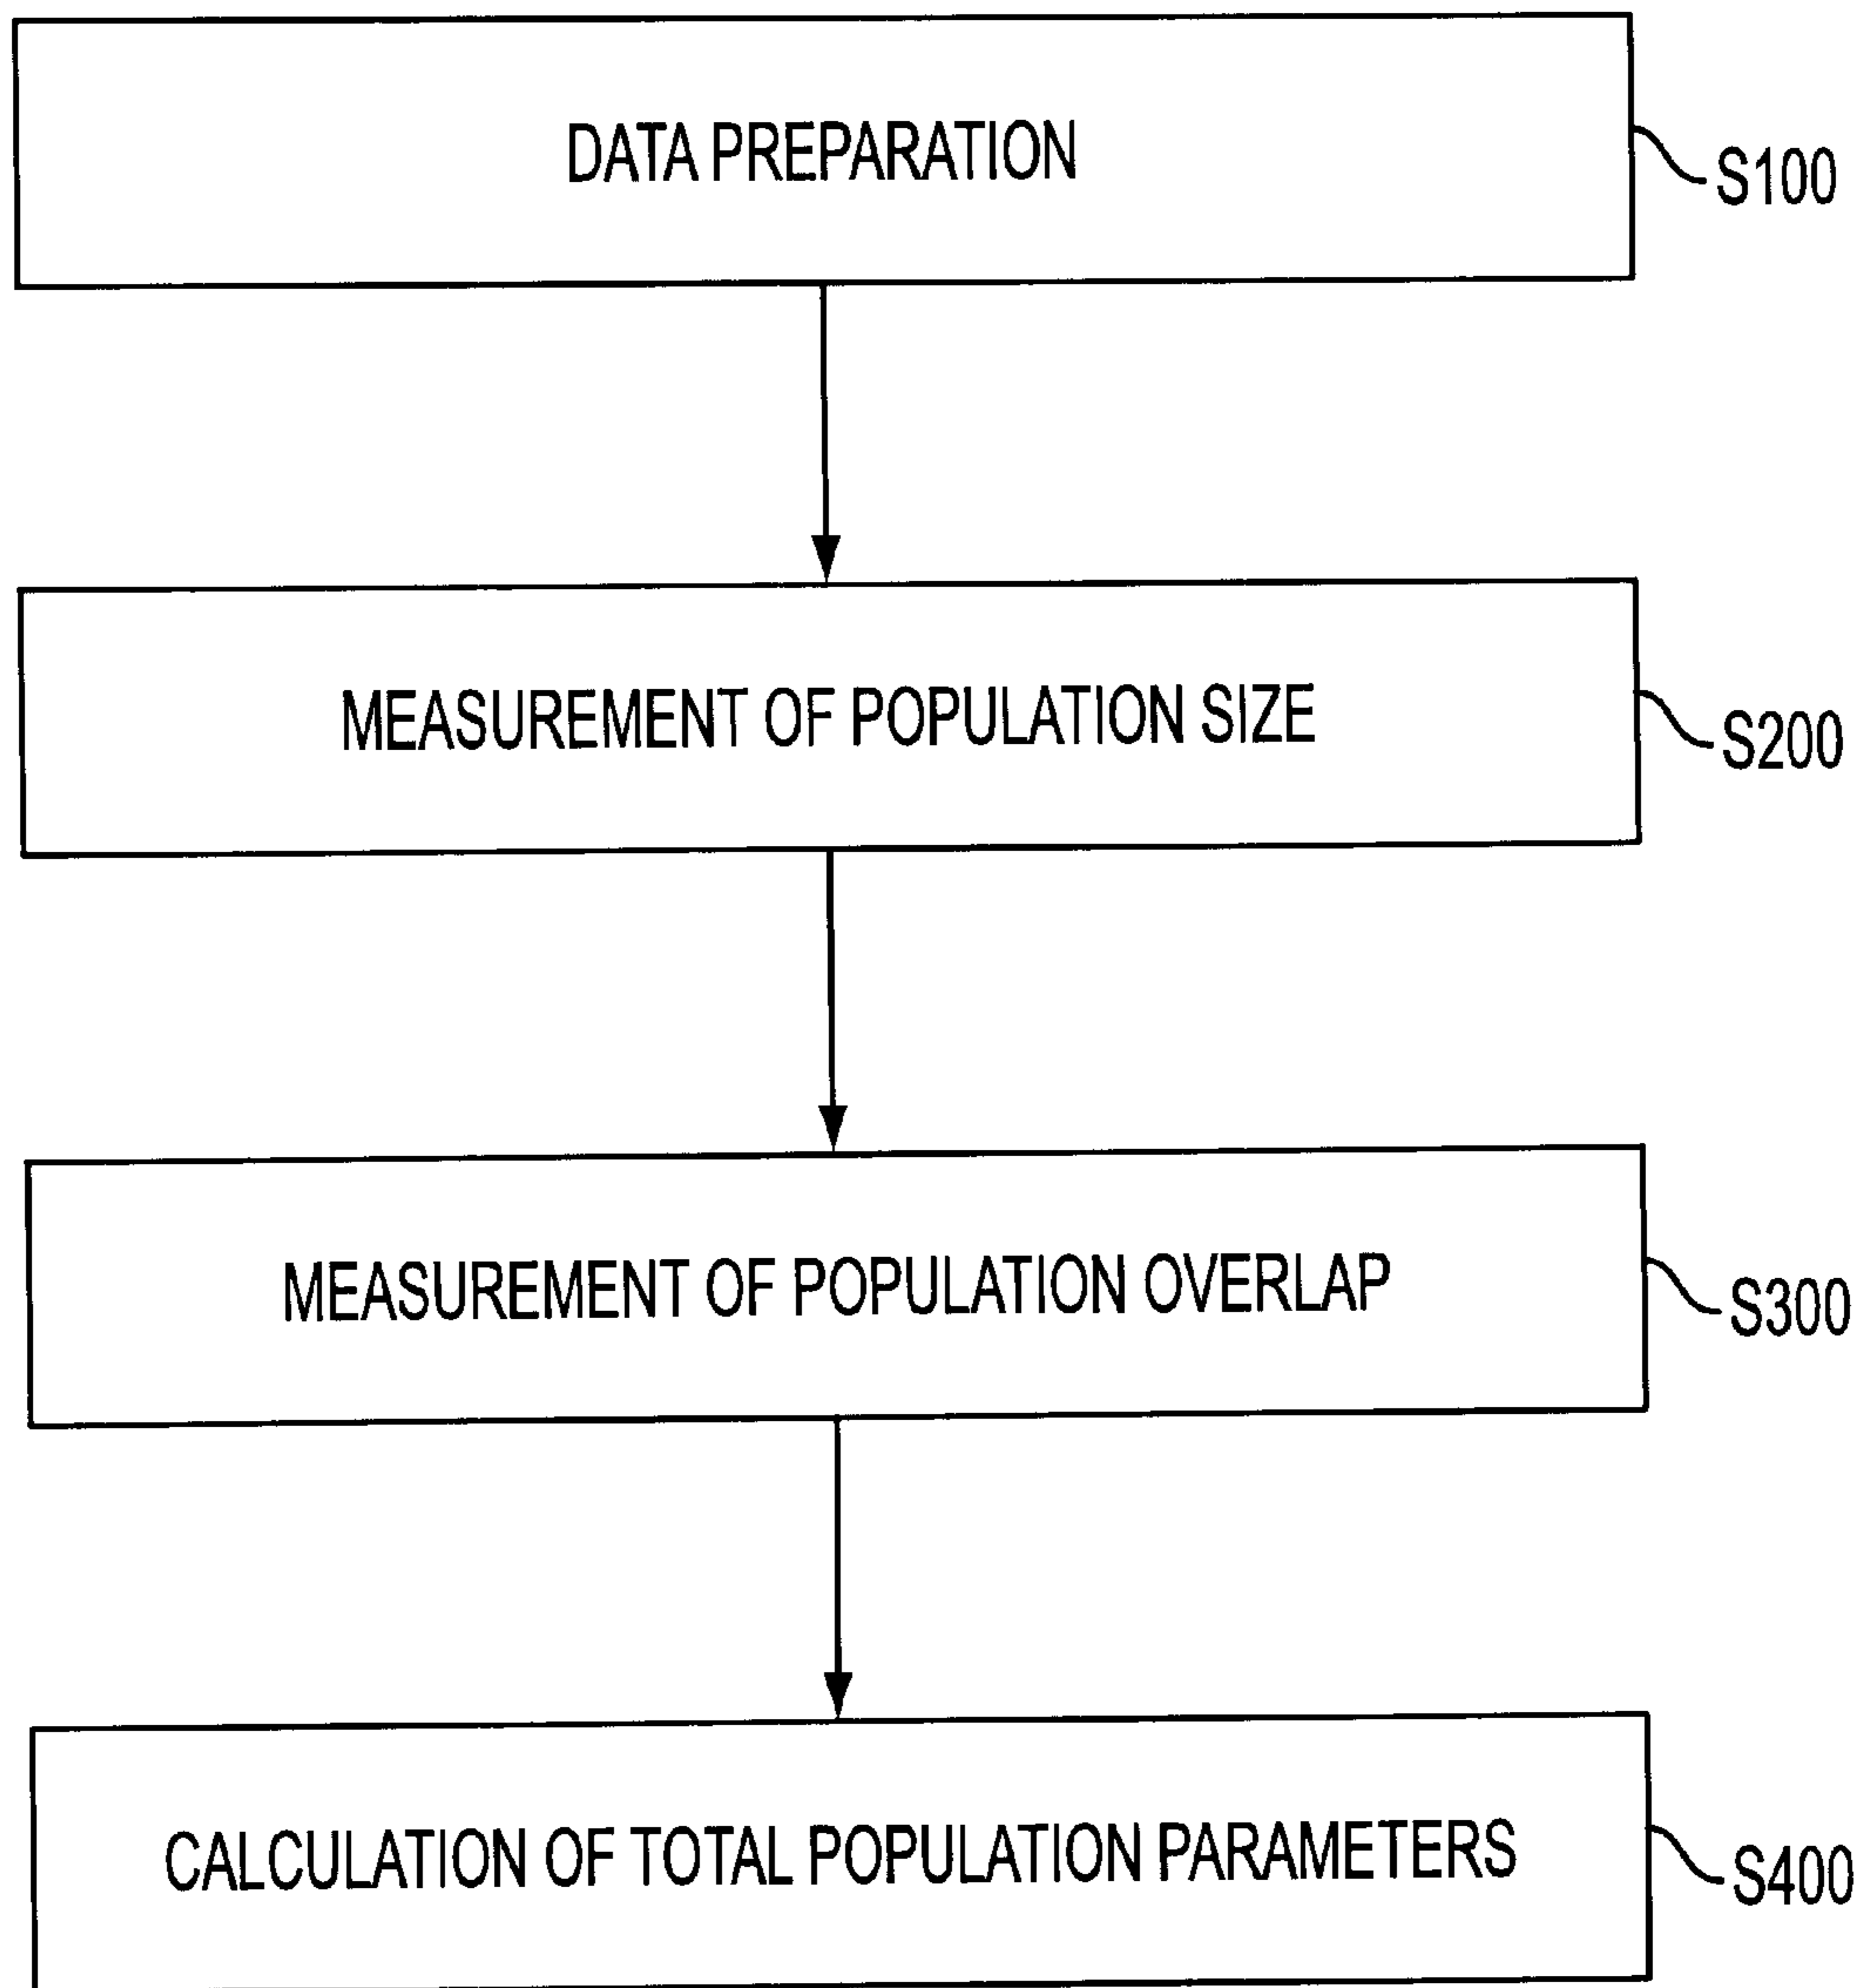 DATA PREPARATION
S100
MEASUREMENT OF POPULATION SIZE
S200
MEASUREMENT OF POPULATION OVERLAP
S300
CALCULATION OF TOTAL POPULATION PARAMETERS
S400